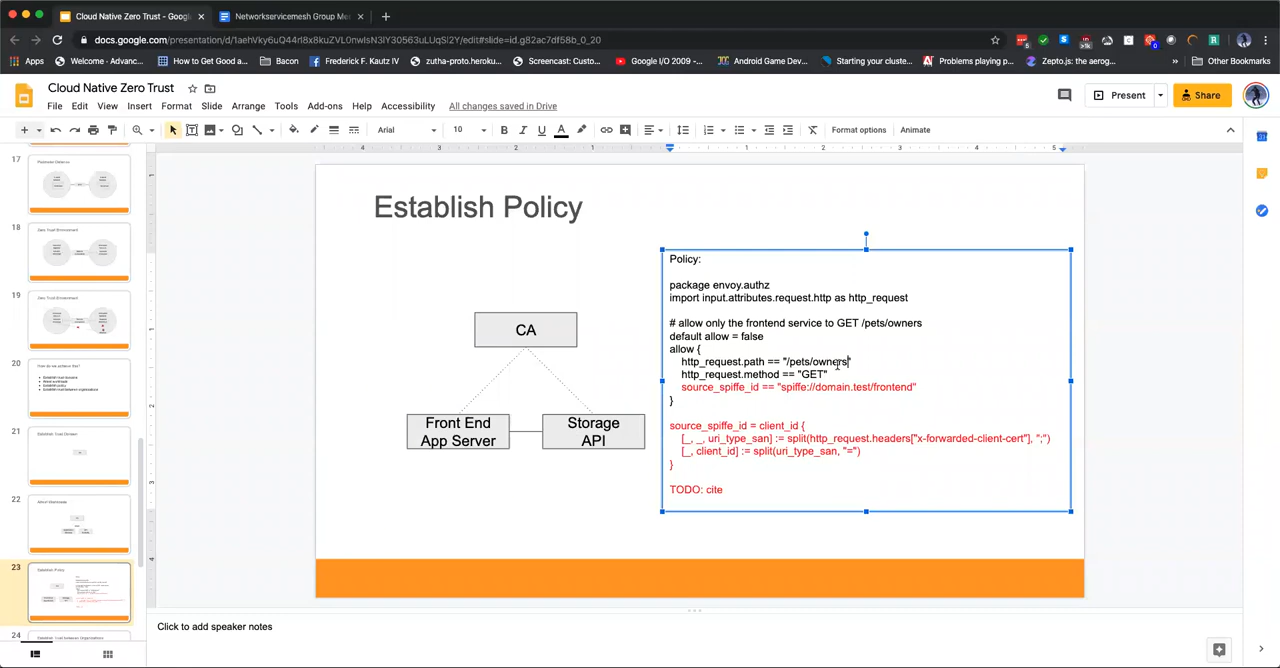 Cloud Native Zero Trust - Googl
Networkservicemesh Group Me
docs.google.com/presentation/d/1aehVky6uQ44rl8x8kuZVL0nwIsN3lY30563uLUqSl2Y/edit#slide=id.g82ac7df58b_0_20
Apps
Welcome - Advanc...
How to Get Good a...
Bacon
Frederick F. Kautz IV
zutha-proto.heroku...
Screencast: Custo...
Google I/O 2009 -...
Android Game Dev...
Starting your cluste...
Problems playing p...
Zepto.js: the aerog...
»
Other Bookmarks
Cloud Native Zero Trust
File Edit View Insert Format Slide Arrange Tools Add-ons Help Accessibility All changes saved in Drive
Present
Share
Arial
10
B I U A
Format options
Animate
17
18
19
20
21
22
23
24
Establish Policy
CA
Front End
App Server
Storage
API
Policy:
package envoy.authz
import input.attributes.request.http as http_request
# allow only the frontend service to GET /pets/owners
default allow = false
allow {
http_request.path == "/pets/owners"
http_request.method == "GET"
source_spiffe_id == "spiffe://domain.test/frontend"
}
source_spiffe_id = client_id {
[_, _, uri_type_san] := split(http_request.headers["x-forwarded-client-cert"], ";")
[_, client_id] := split(uri_type_san, "=")
}
TODO: cite
Click to add speaker notes